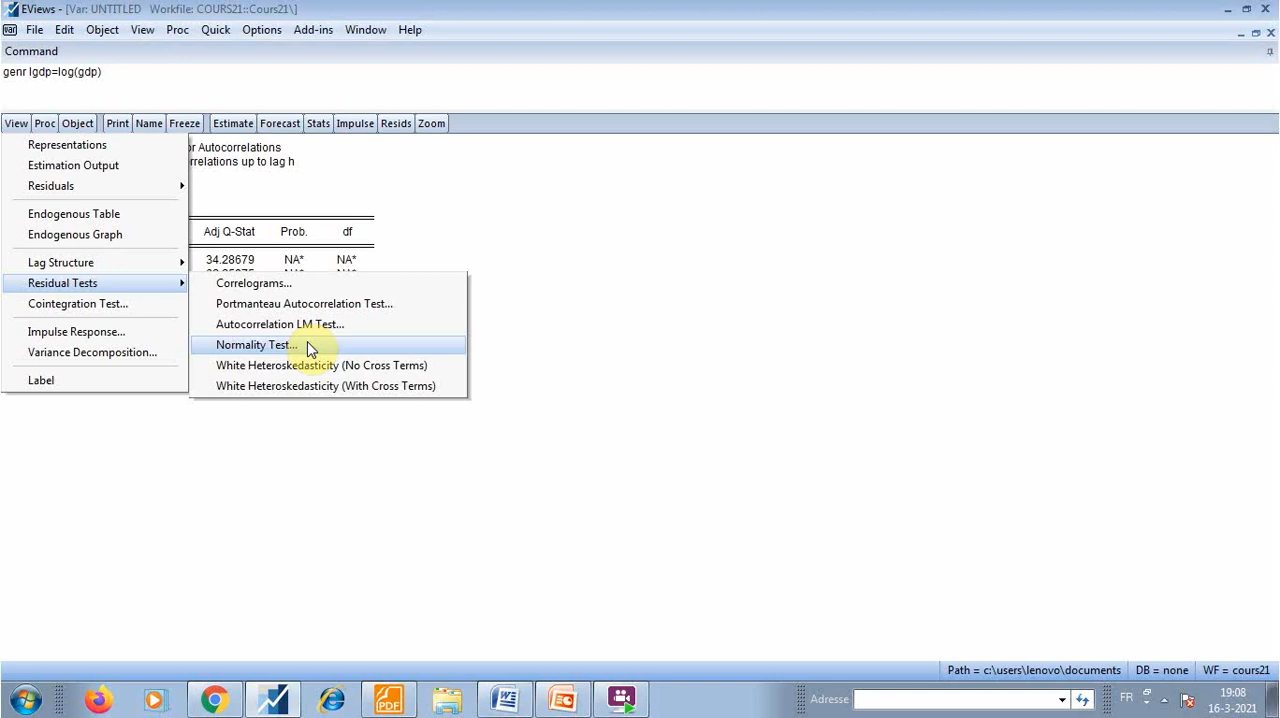 EViews - [Var: UNTITLED Workfile: COURS21::Cours21\]
var File Edit Object View Proc Quick Options Add-ins Window Help
Command
genr lgdp=log(gdp)
View Proc Object Print Name Freeze Estimate Forecast Stats Impulse Resids Zoom
Representations
or Autocorrelations
Estimation Output
rrelations up to lag h
Residuals
Endogenous Table
Endogenous Graph
Adj Q-Stat Prob. df
Lag Structure
34.28679 NA* NA*
Residual Tests
Cointegration Test...
Impulse Response...
Variance Decomposition...
Label
Correlograms...
Portmanteau Autocorrelation Test...
Autocorrelation LM Test...
Normality Test...
White Heteroskedasticity (No Cross Terms)
White Heteroskedasticity (With Cross Terms)
Path = c:\users\lenovo\documents DB = none WF = cours21
PDF
Adresse
FR
19:08
16-3-2021